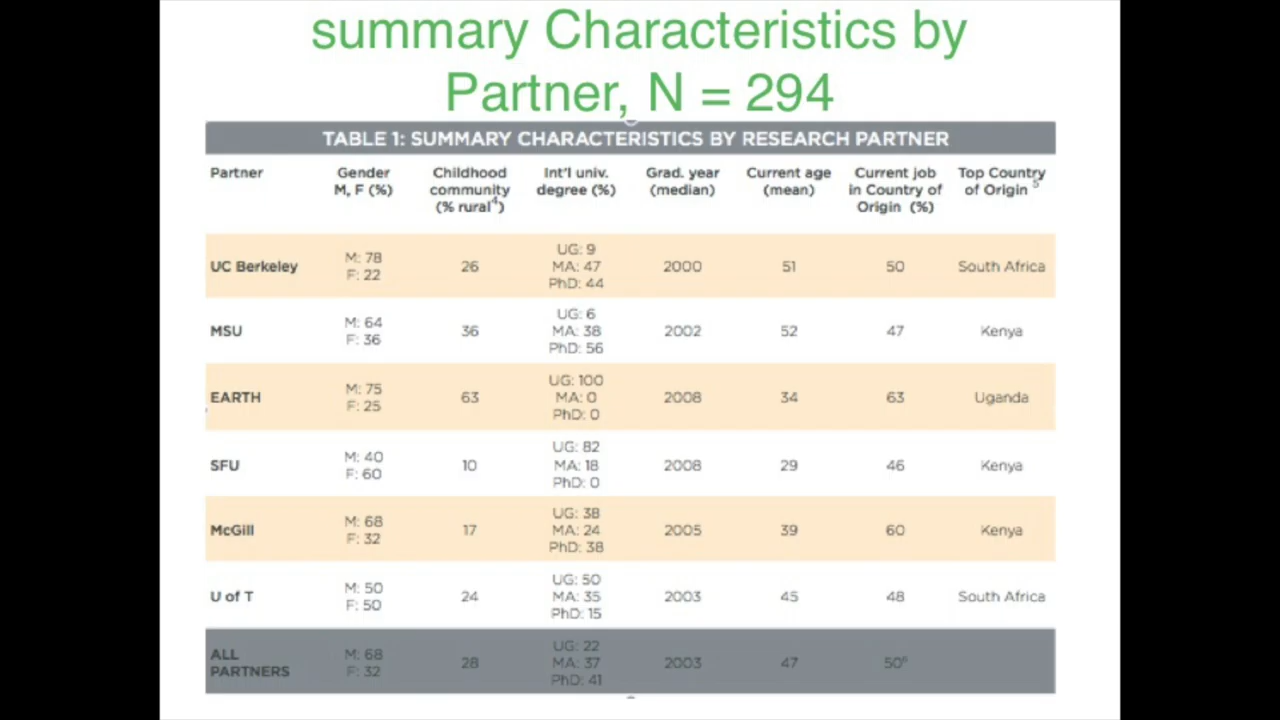 summary Characteristics by
Partner, N = 294
TABLE 1: SUMMARY CHARACTERISTICS BY RESEARCH PARTNER
Partner Gender M, F (%) Childhood community (% rural4) Int'l univ. degree (%) Grad. year (median) Current age (mean) Current job in Country of Origin (%) Top Country of Origin 5
UC Berkeley M: 78 F: 22 26 UG: 9 MA: 47 PhD: 44 2000 51 50 South Africa
MSU M: 64 F: 36 36 UG: 6 MA: 38 PhD: 56 2002 52 47 Kenya
EARTH M: 75 F: 25 63 UG: 100 MA: 0 PhD: 0 2008 34 63 Uganda
SFU M: 40 F: 60 10 UG: 82 MA: 18 PhD: 0 2008 29 46 Kenya
McGill M: 68 F: 32 17 UG: 38 MA: 24 PhD: 38 2005 39 60 Kenya
U of T M: 50 F: 50 24 UG: 50 MA: 35 PhD: 15 2003 45 48 South Africa
ALL PARTNERS M: 68 F: 32 28 UG: 22 MA: 37 PhD: 41 2003 47 50⁶